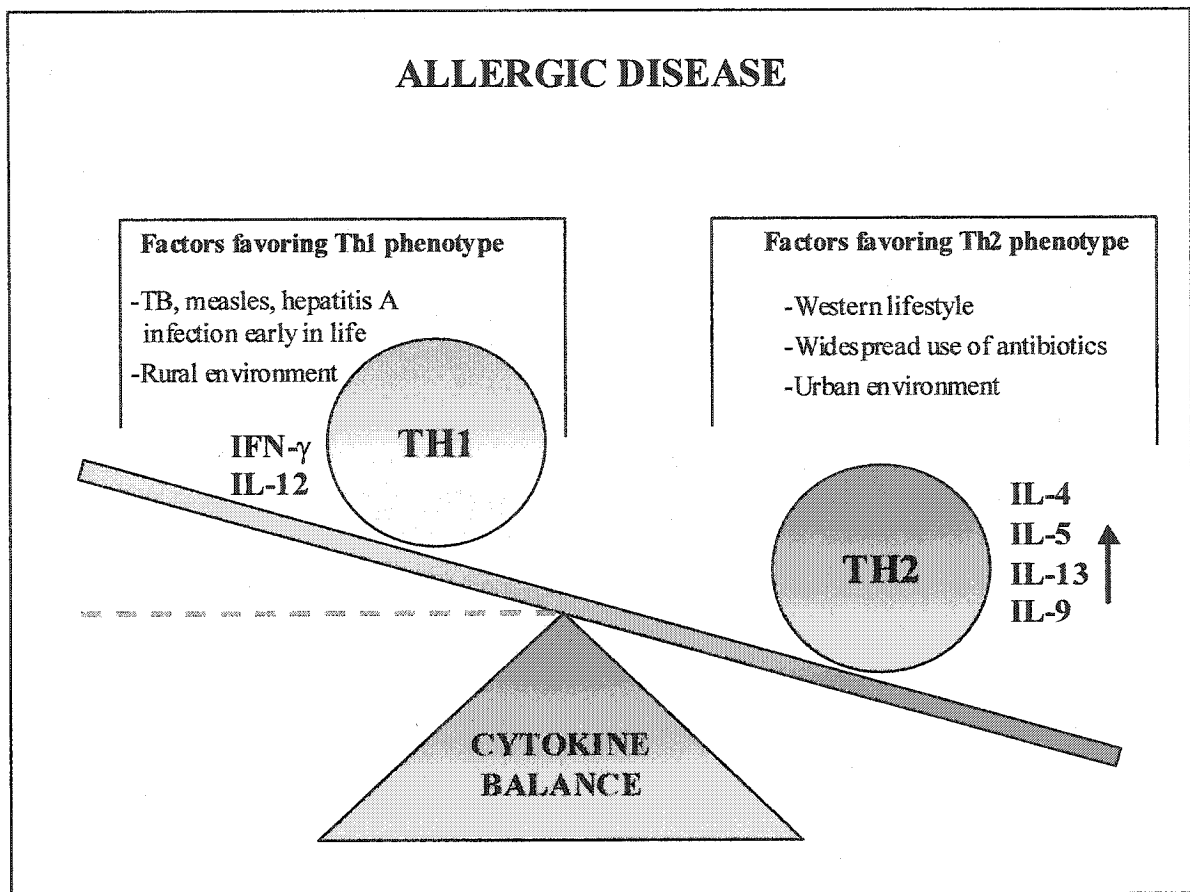 ALLERGIC DISEASE
Factors favoring Th1 phenotype
-TB, measles, hepatitis A
infection early in life
-Rural environment
Factors favoring Th2 phenotype
-Western lifestyle
-Widespread use of antibiotics
-Urban environment
IFN-γ
IL-12
TH1
TH2
IL-4
IL-5
IL-13
IL-9
CYTOKINE
BALANCE